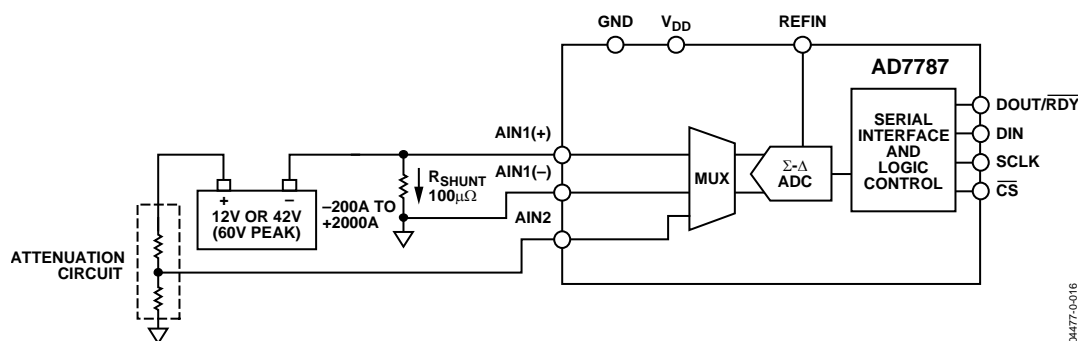 GND
V_DD
REFIN
AD7787
DOUT/RDY
DIN
SCLK
CS
SERIAL
INTERFACE
AND
LOGIC
CONTROL
Σ-Δ
ADC
MUX
AIN1(+)
AIN1(–)
AIN2
R_SHUNT
100μΩ
–200A TO
+2000A
+
–
12V OR 42V
(60V PEAK)
ATTENUATION
CIRCUIT
04477-0-016